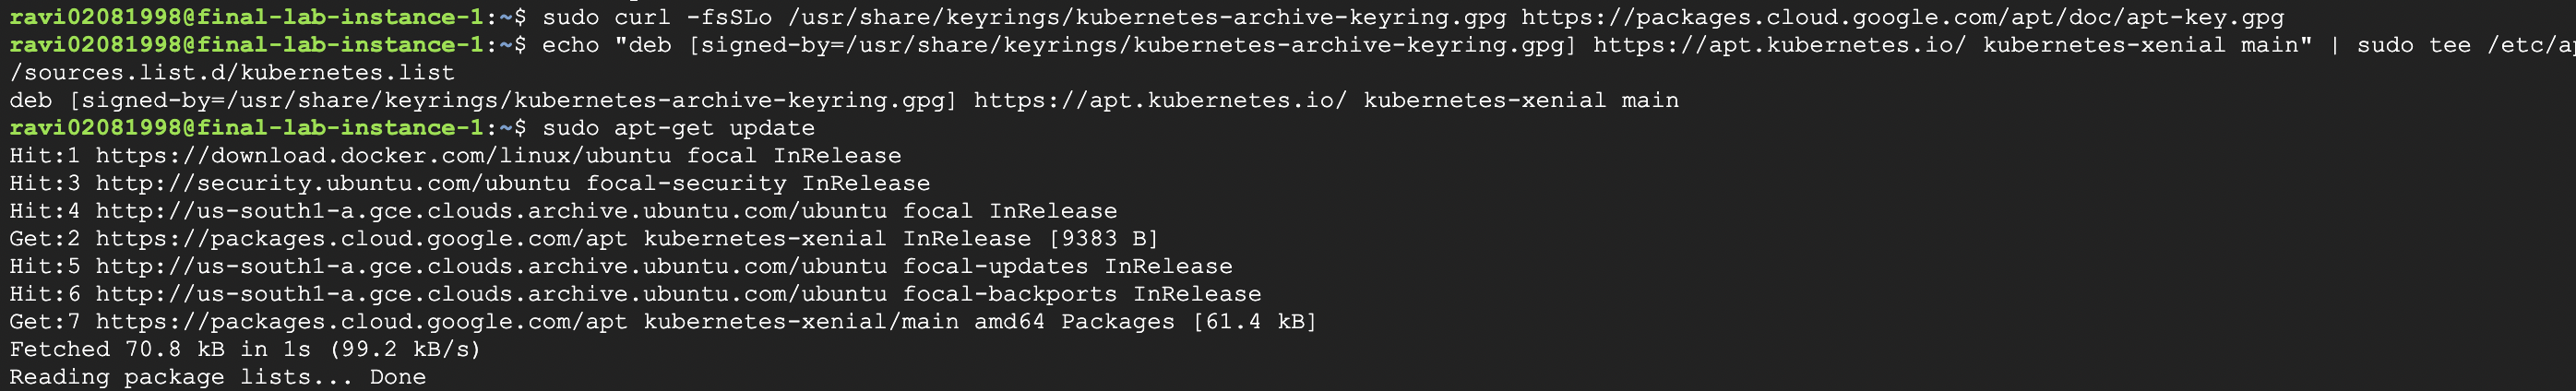 ravi02081998@final-lab-instance-1:~$ sudo curl -fsSLo /usr/share/keyrings/kubernetes-archive-keyring.gpg https://packages.cloud.google.com/apt/doc/apt-key.gpg
ravi02081998@final-lab-instance-1:~$ echo "deb [signed-by=/usr/share/keyrings/kubernetes-archive-keyring.gpg] https://apt.kubernetes.io/ kubernetes-xenial main" | sudo tee /etc/ap
/sources.list.d/kubernetes.list
deb [signed-by=/usr/share/keyrings/kubernetes-archive-keyring.gpg] https://apt.kubernetes.io/ kubernetes-xenial main
ravi02081998@final-lab-instance-1:~$ sudo apt-get update
Hit:1 https://download.docker.com/linux/ubuntu focal InRelease
Hit:3 http://security.ubuntu.com/ubuntu focal-security InRelease
Hit:4 http://us-south1-a.gce.clouds.archive.ubuntu.com/ubuntu focal InRelease
Get:2 https://packages.cloud.google.com/apt kubernetes-xenial InRelease [9383 B]
Hit:5 http://us-south1-a.gce.clouds.archive.ubuntu.com/ubuntu focal-updates InRelease
Hit:6 http://us-south1-a.gce.clouds.archive.ubuntu.com/ubuntu focal-backports InRelease
Get:7 https://packages.cloud.google.com/apt kubernetes-xenial/main amd64 Packages [61.4 kB]
Fetched 70.8 kB in 1s (99.2 kB/s)
Reading package lists... Done